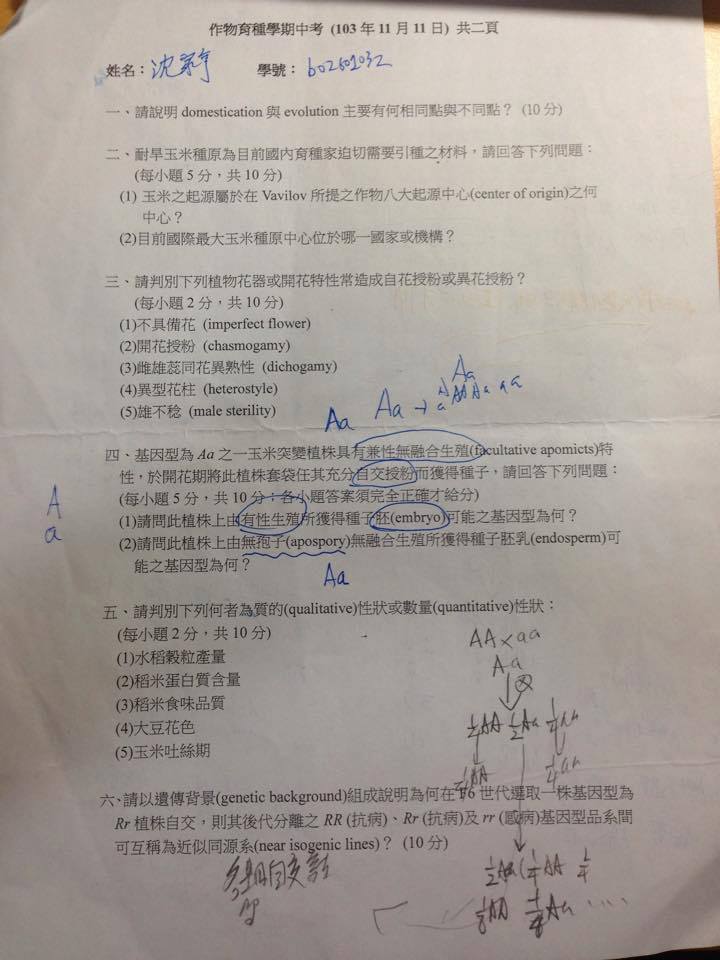 作物育種學期中考 (103 年 11 月 11 日) 共二頁
姓名： 學號： b02601032
一、請說明 domestication 與 evolution 主要有何相同點與不同點？ (10 分)
二、耐旱玉米種原為目前國內育種家迫切需要引種之材料，請回答下列問題：
(每小題 5 分，共 10 分)
(1) 玉米之起源屬於在 Vavilov 所提之作物八大起源中心(center of origin)之何
中心？
(2)目前國際最大玉米種原中心位於哪一國家或機構？
三、請判別下列植物花器或開花特性常造成自花授粉或異花授粉？
(每小題 2 分，共 10 分)
(1)不具備花 (imperfect flower)
(2)開花授粉 (chasmogamy)
(3)雌雄蕊同花異熟性 (dichogamy)
(4)異型花柱 (heterostyle)
(5)雄不稔 (male sterility)
Aa
Aa Aa → AA Aa aa
四、基因型為 Aa 之一玉米突變植株具有兼性無融合生殖(facultative apomicts)特
性，於開花期將此植株套袋任其充分自交授粉而獲得種子，請回答下列問題：
(每小題 5 分，共 10 分；各小題答案須完全正確才給分)
A
a
(1)請問此植株上由有性生殖所獲得種子胚(embryo)可能之基因型為何？
(2)請問此植株上由無孢子(apospory)無融合生殖所獲得種子胚乳(endosperm)可
能之基因型為何？
Aa
五、請判別下列何者為質的(qualitative)性狀或數量(quantitative)性狀：
(每小題 2 分，共 10 分)
(1)水稻穀粒產量
(2)稻米蛋白質含量
(3)稻米食味品質
(4)大豆花色
(5)玉米吐絲期
AA × aa
Aa
⊗
1/4 AA 1/2 Aa 1/4 aa
1/4 AA 1/4 aa
六、請以遺傳背景(genetic background)組成說明為何在 F6 世代選取一株基因型為
Rr 植株自交，則其後代分離之 RR (抗病)、Rr (抗病)及 rr (感病)基因型品系間
可互稱為近似同源系(near isogenic lines)？ (10 分)
1/2 Aa (1/4 AA 1/4
1/8 AA 1/4 Aa ....